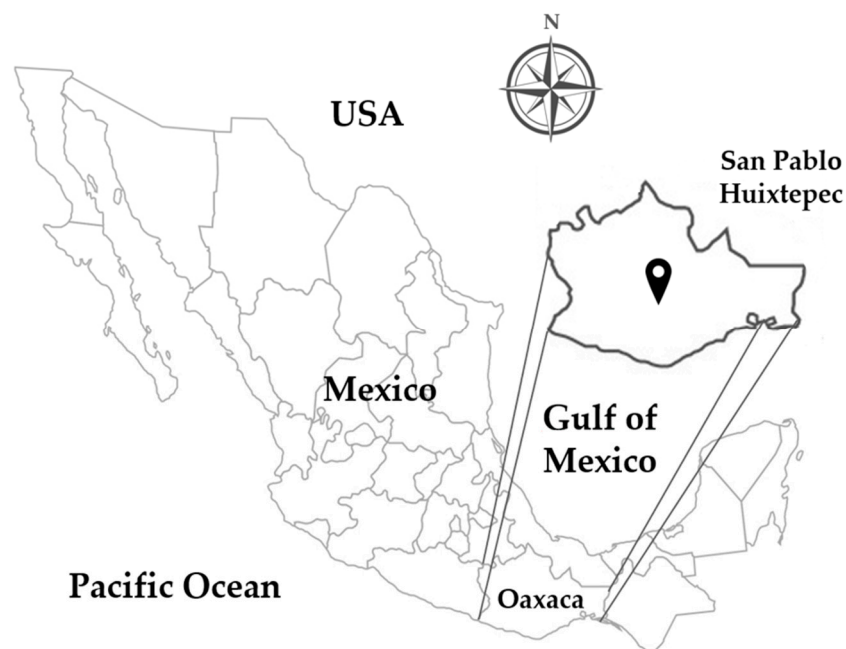 N
USA
San Pablo
Huixtepec
Mexico
Gulf of
Mexico
Pacific Ocean
Oaxaca